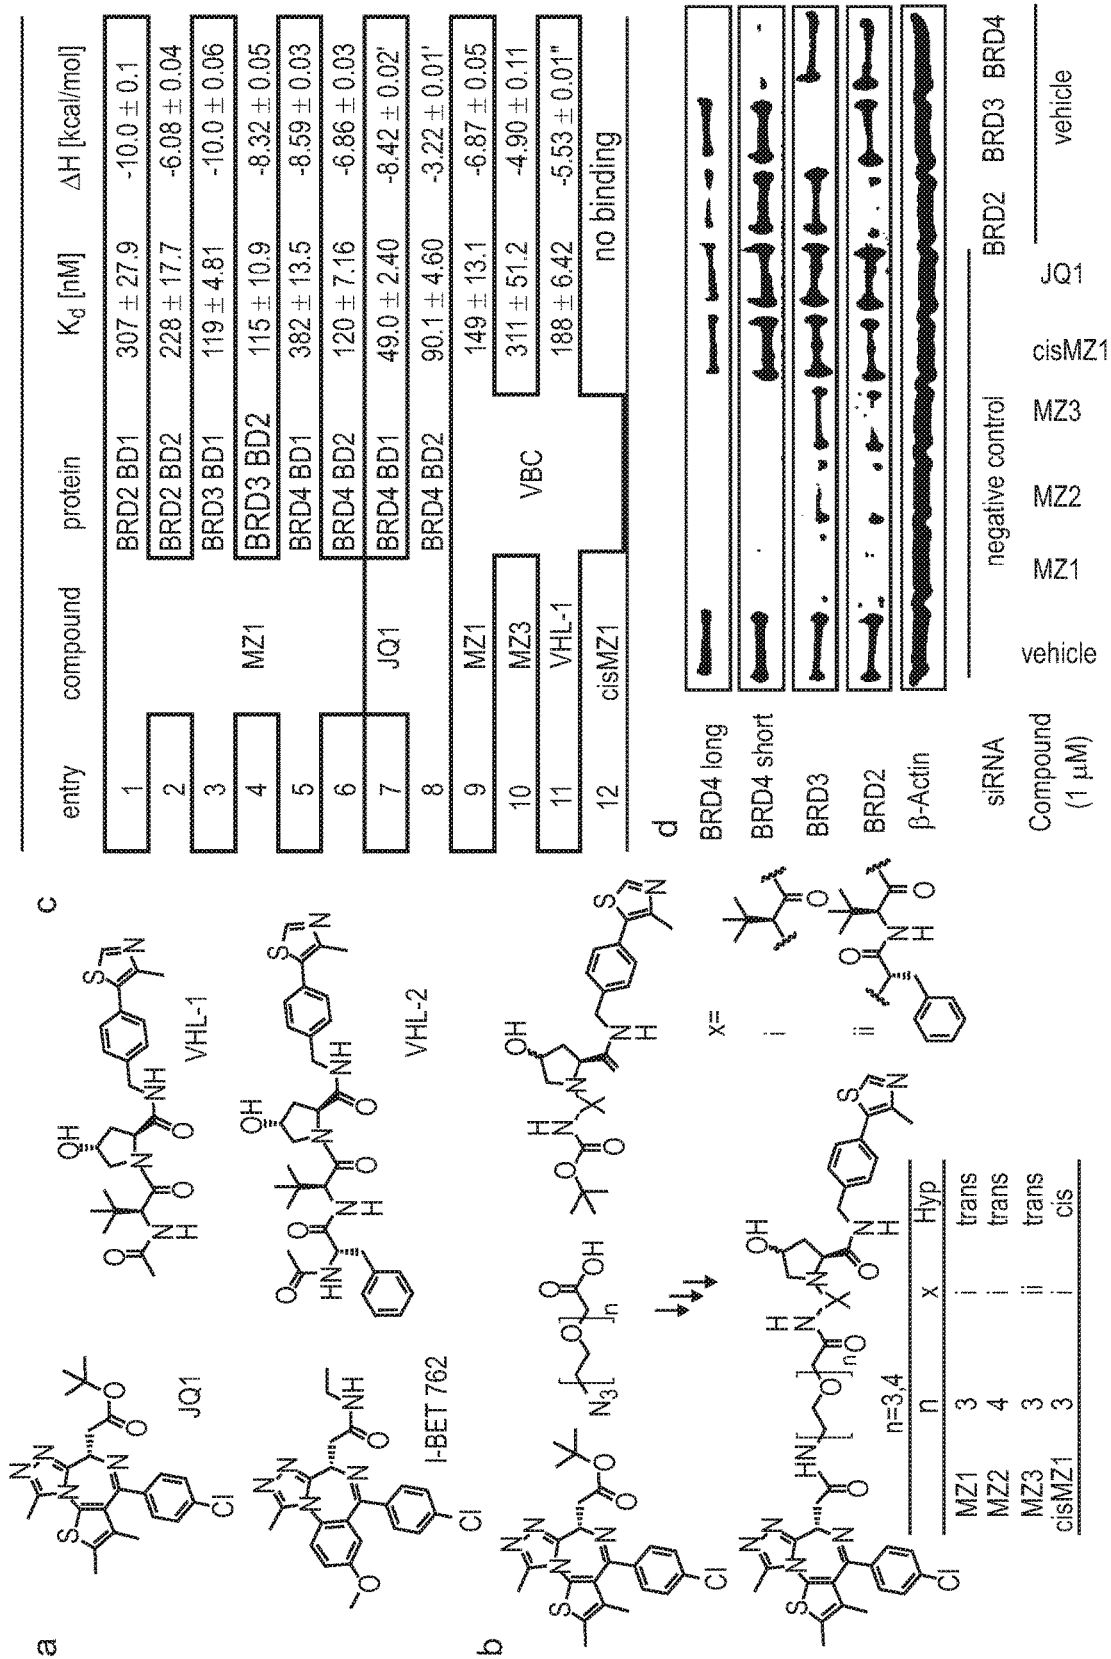 a
JQ1
I-BET 762
VHL-1
VHL-2
OH
S
N
O
NH
H
Cl
b
N3
n
OH
X
x=
i
ii
n=3,4
n x Hyp
MZ1 3 i trans
MZ2 4 i trans
MZ3 3 ii trans
cisMZ1 3 i cis
c
entry compound protein Kd [nM] ΔH [kcal/mol]
1 BRD2 BD1 307 ± 27.9 -10.0 ± 0.1
2 BRD2 BD2 228 ± 17.7 -6.08 ± 0.04
3 BRD3 BD1 119 ± 4.81 -10.0 ± 0.06
4 MZ1 BRD3 BD2 115 ± 10.9 -8.32 ± 0.05
5 BRD4 BD1 382 ± 13.5 -8.59 ± 0.03
6 BRD4 BD2 120 ± 7.16 -6.86 ± 0.03
7 JQ1 BRD4 BD1 49.0 ± 2.40 -8.42 ± 0.02'
8 BRD4 BD2 90.1 ± 4.60 -3.22 ± 0.01'
9 MZ1 149 ± 13.1 -6.87 ± 0.05
10 MZ3 VBC 311 ± 51.2 -4.90 ± 0.11
11 VHL-1 188 ± 6.42 -5.53 ± 0.01"
12 cisMZ1 no binding
d
BRD4 long
BRD4 short
BRD3
BRD2
β-Actin
siRNA negative control BRD2 BRD3 BRD4
Compound (1 µM) vehicle MZ1 MZ2 MZ3 cisMZ1 JQ1 vehicle